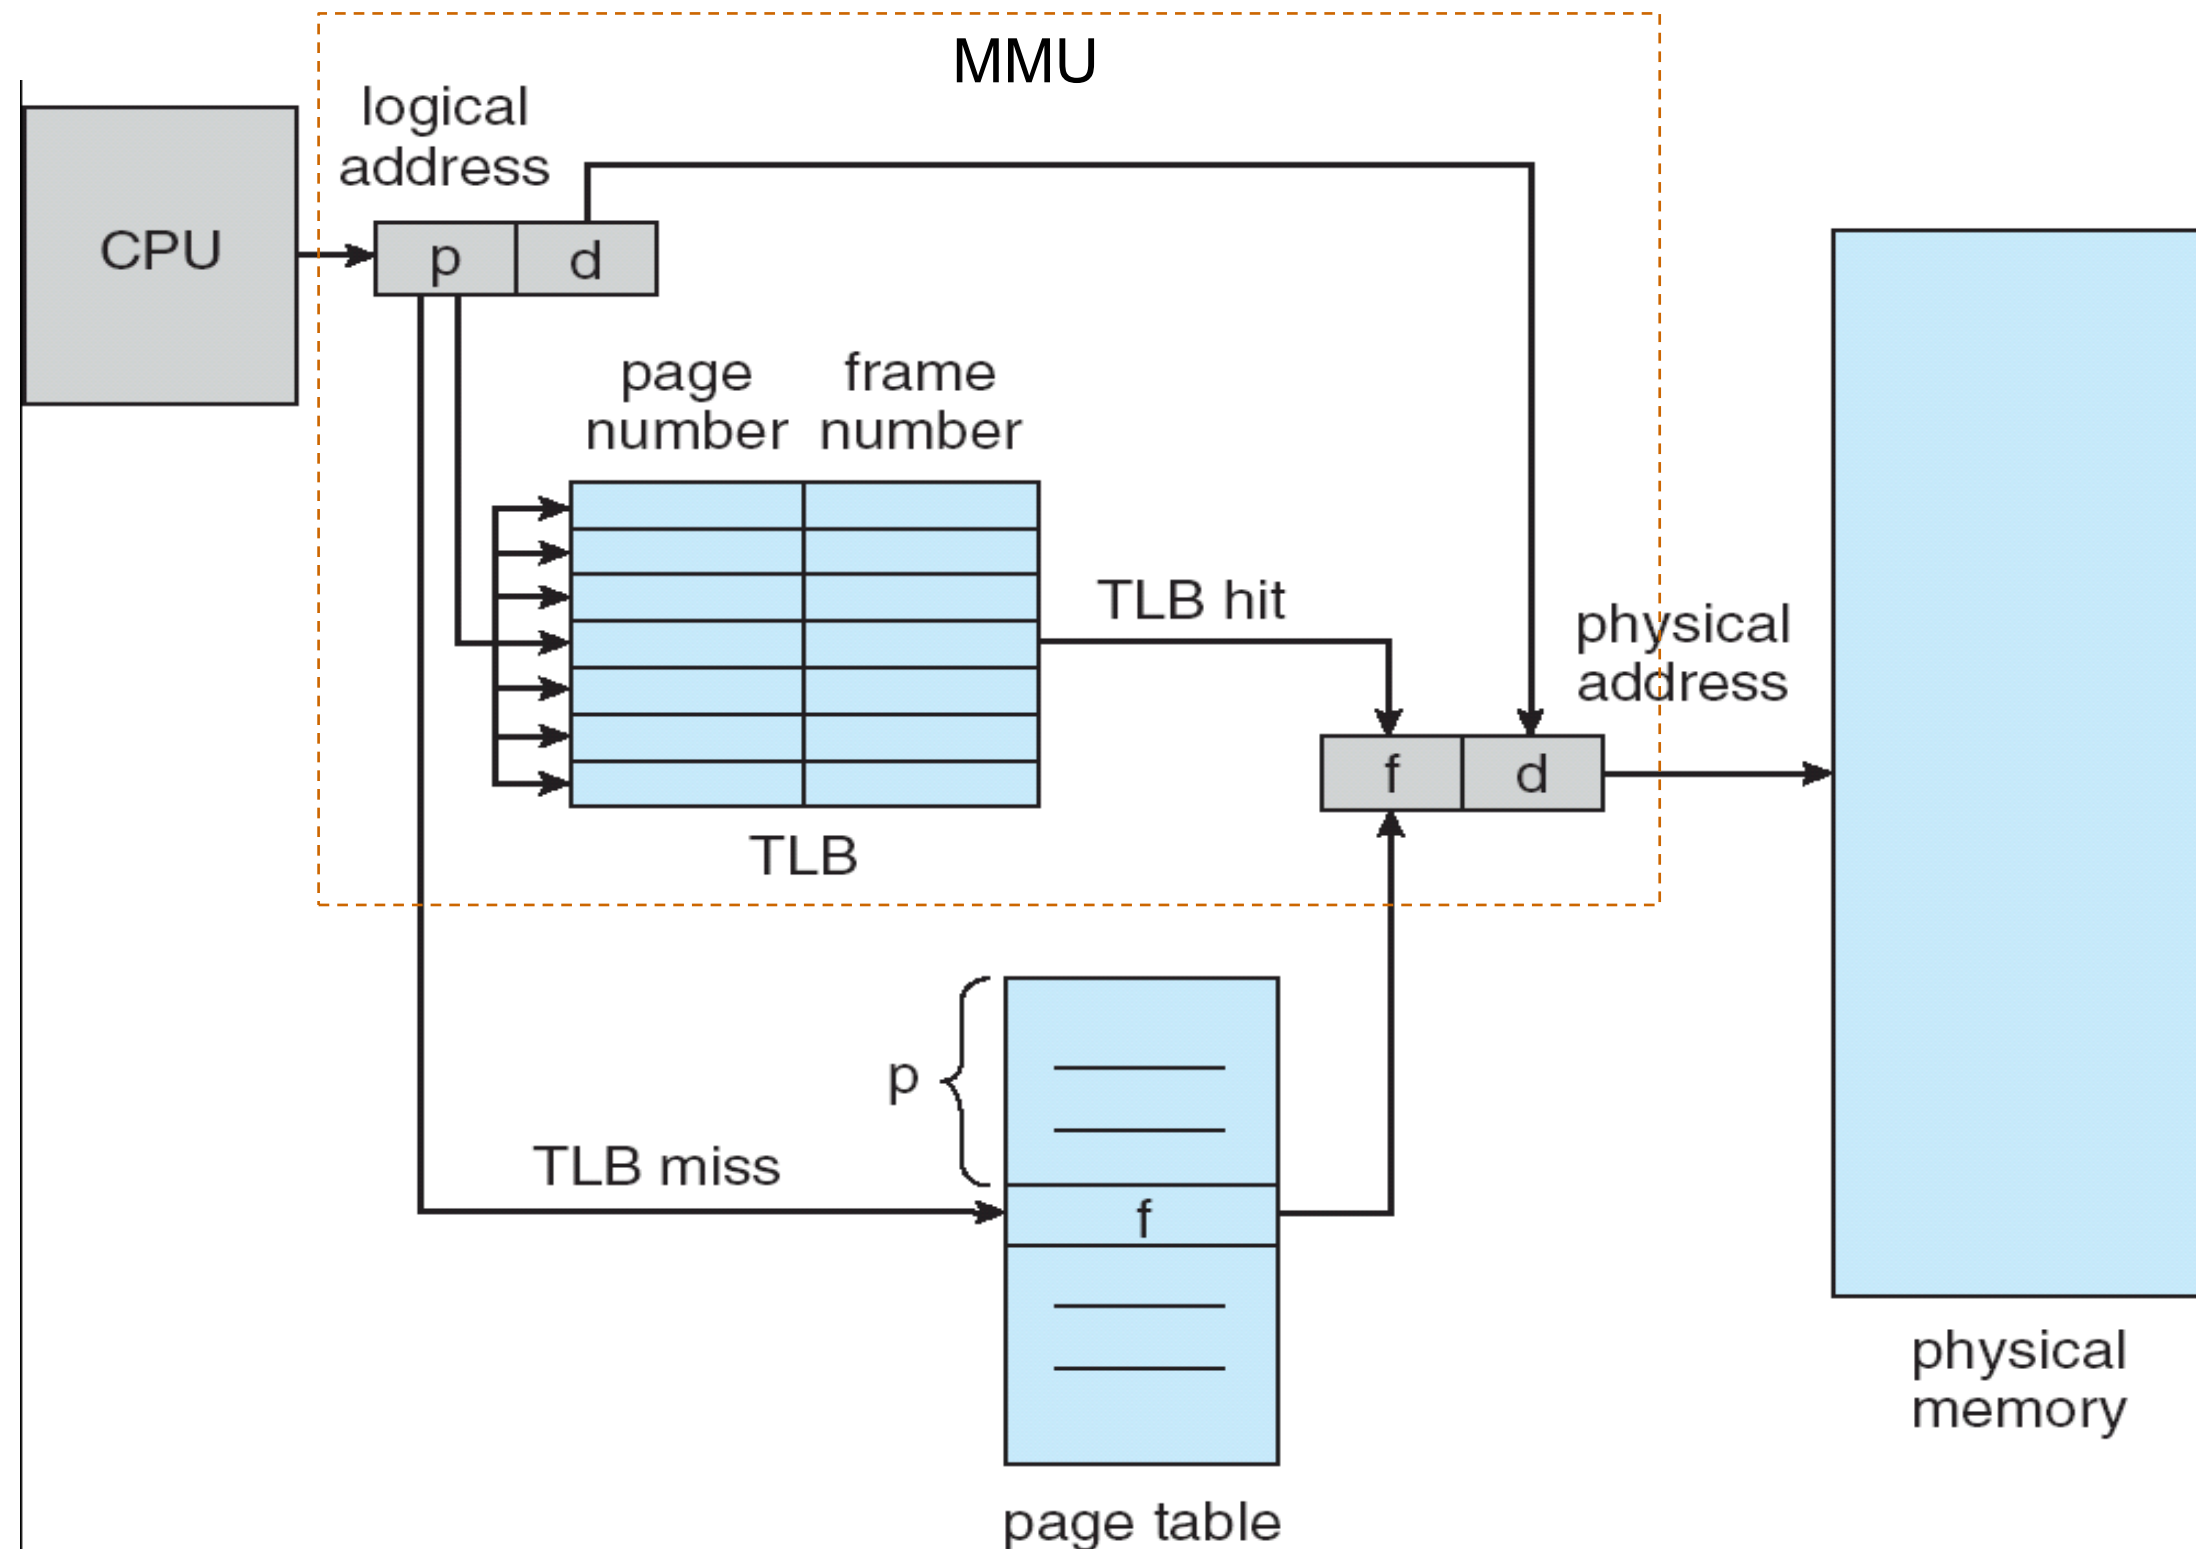 MMU
logical
address
CPU
p
d
page
number
frame
number
TLB hit
physical
address
f
d
TLB
p
TLB miss
f
physical
memory
page table